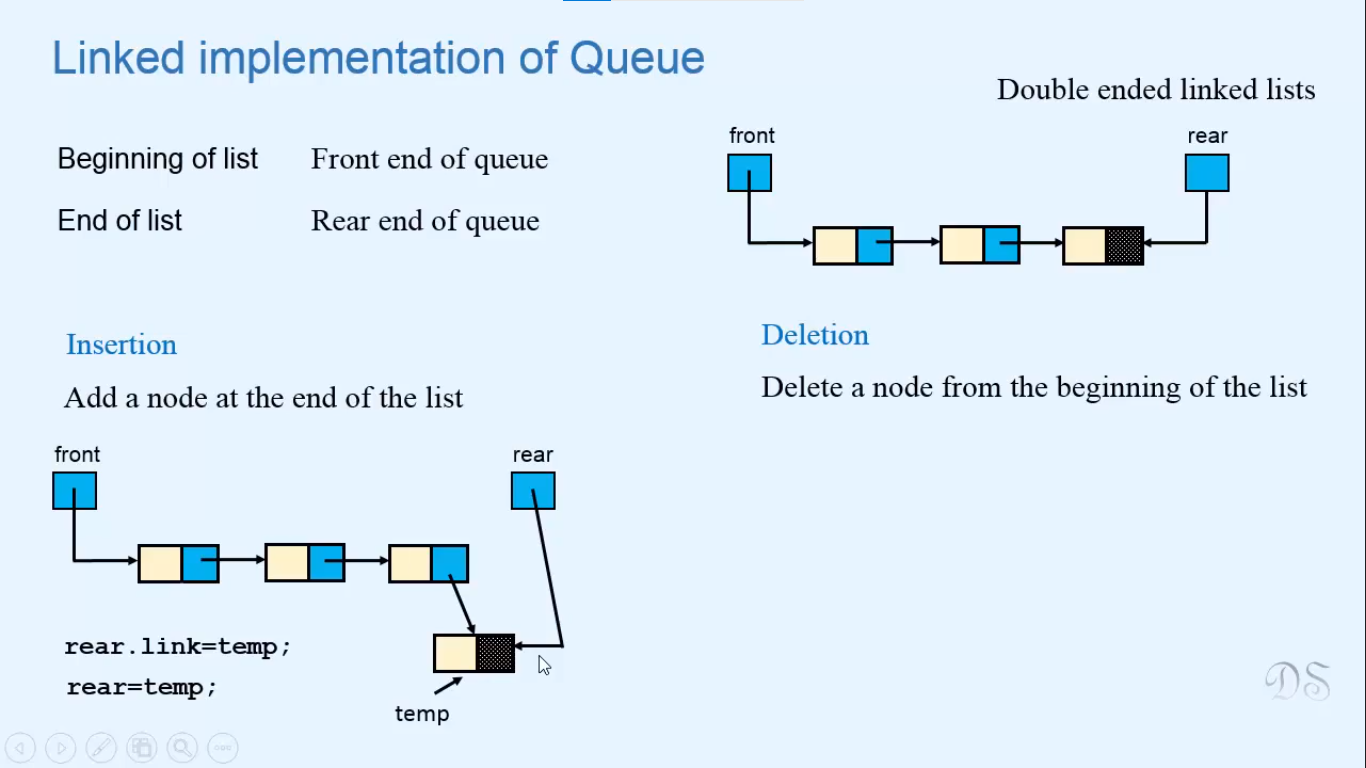 Linked implementation of Queue
Double ended linked lists
front
rear
Beginning of list
Front end of queue
End of list
Rear end of queue
Insertion
Add a node at the end of the list
front
rear
rear.link=temp;
rear=temp;
temp
Deletion
Delete a node from the beginning of the list
DS